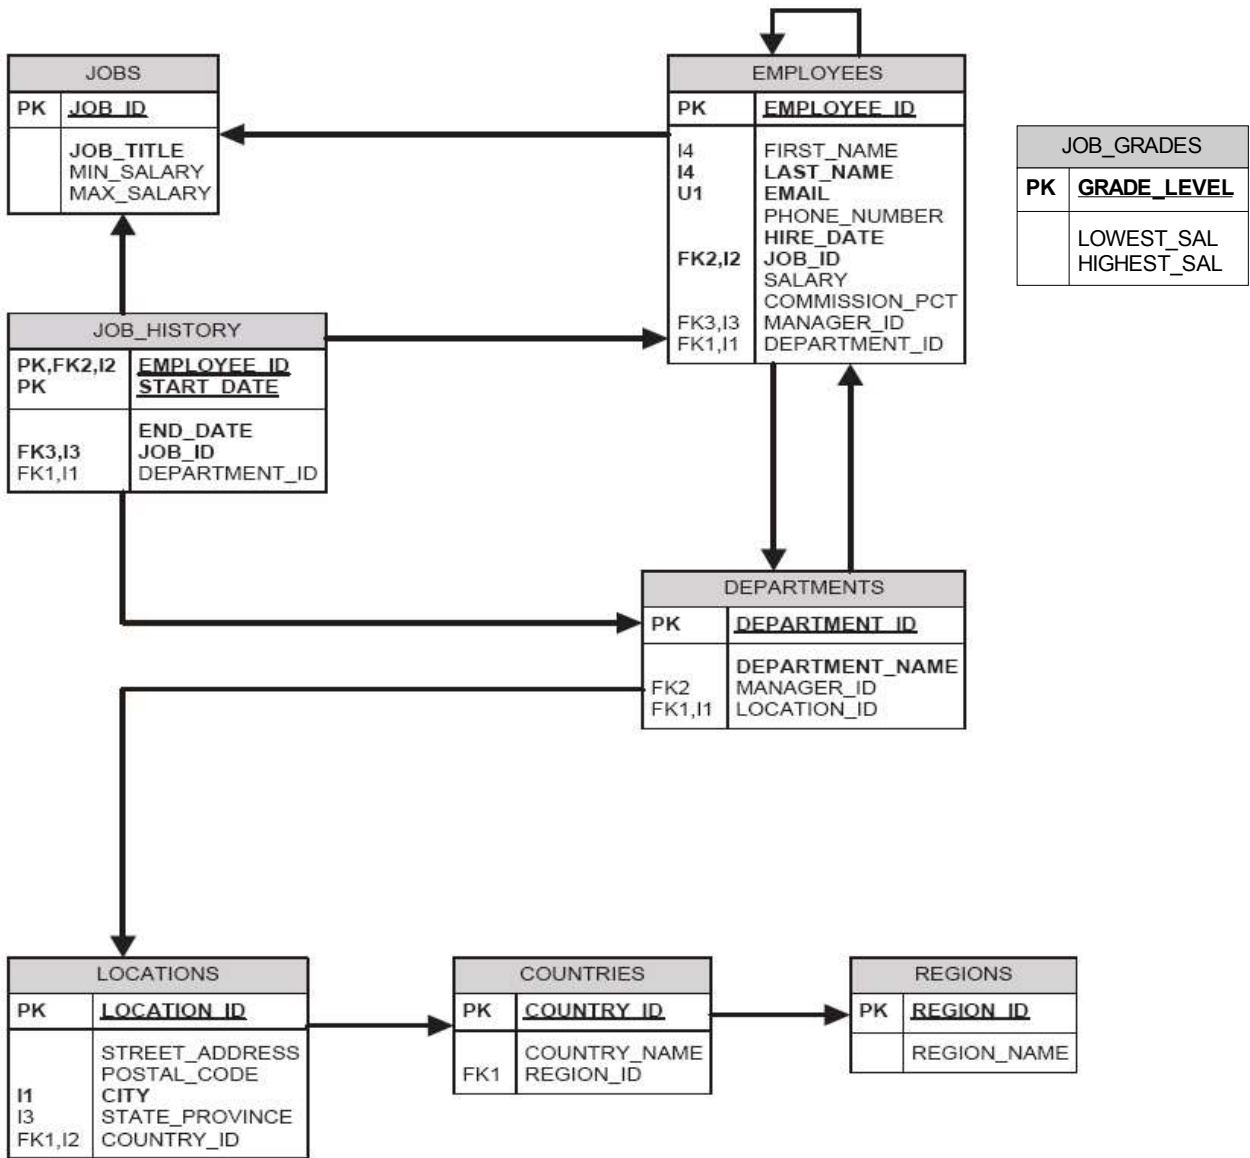 JOBS
PK JOB_ID
JOB_TITLE
MIN_SALARY
MAX_SALARY
EMPLOYEES
PK EMPLOYEE_ID
I4 FIRST_NAME
I4 LAST_NAME
U1 EMAIL
PHONE_NUMBER
HIRE_DATE
FK2,I2 JOB_ID
SALARY
COMMISSION_PCT
FK3,I3 MANAGER_ID
FK1,I1 DEPARTMENT_ID
JOB_GRADES
PK GRADE_LEVEL
LOWEST_SAL
HIGHEST_SAL
JOB_HISTORY
PK,FK2,I2 EMPLOYEE_ID
PK START_DATE
END_DATE
FK3,I3 JOB_ID
FK1,I1 DEPARTMENT_ID
DEPARTMENTS
PK DEPARTMENT_ID
DEPARTMENT_NAME
FK2 MANAGER_ID
FK1,I1 LOCATION_ID
LOCATIONS
PK LOCATION_ID
STREET_ADDRESS
POSTAL_CODE
I1 CITY
I3 STATE_PROVINCE
FK1,I2 COUNTRY_ID
COUNTRIES
PK COUNTRY_ID
COUNTRY_NAME
FK1 REGION_ID
REGIONS
PK REGION_ID
REGION_NAME